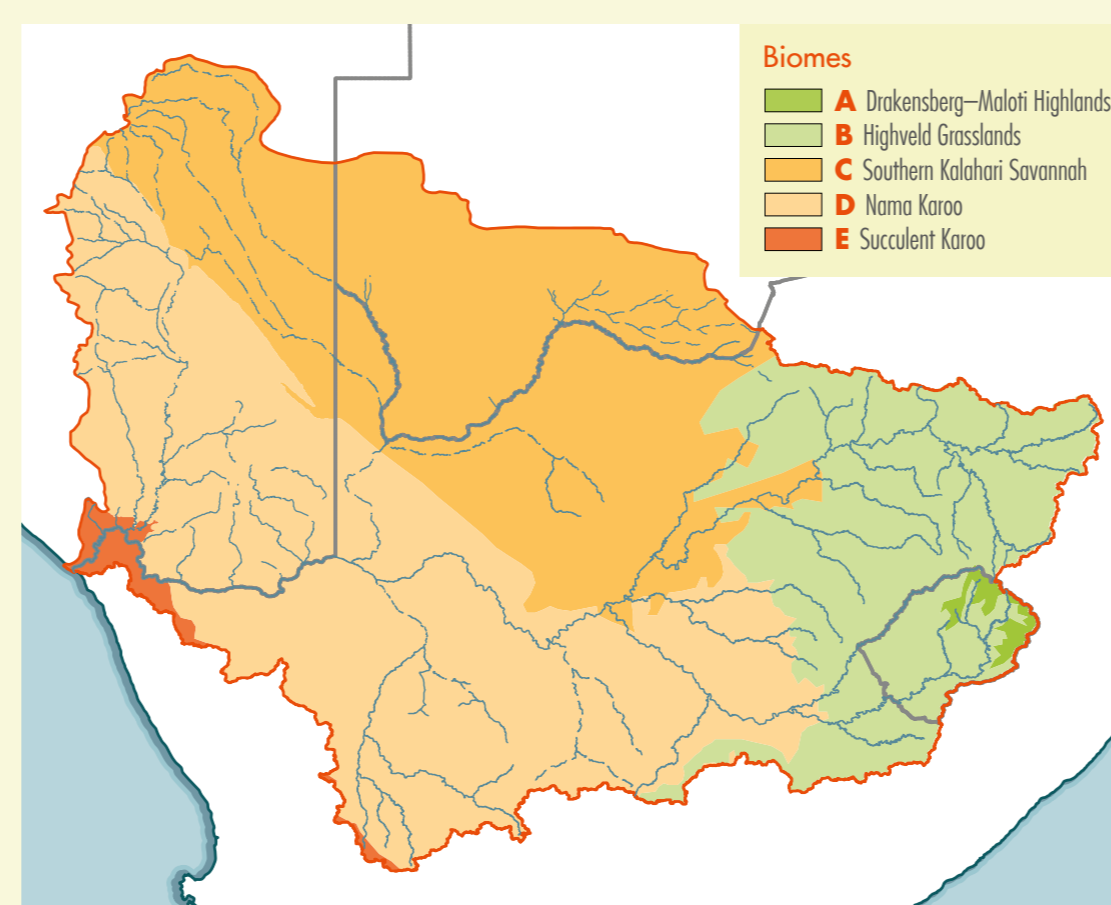 Biomes
A Drakensberg–Maloti Highlands
B Highveld Grasslands
C Southern Kalahari Savannah
D Nama Karoo
E Succulent Karoo